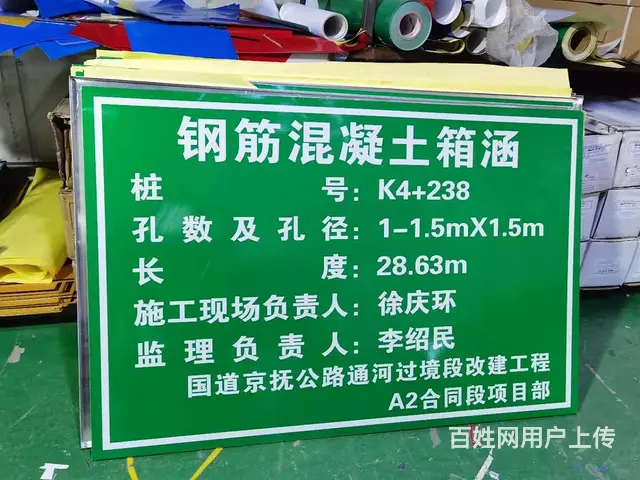 钢筋混凝土箱涵
桩号：K4+238
孔数及孔径：1-1.5mX1.5m
长度：28.63m
施工现场负责人：徐庆环
监理负责人：李绍民
国道京抚公路通河过境段改建工程
A2合同段项目部
百姓网用户上传